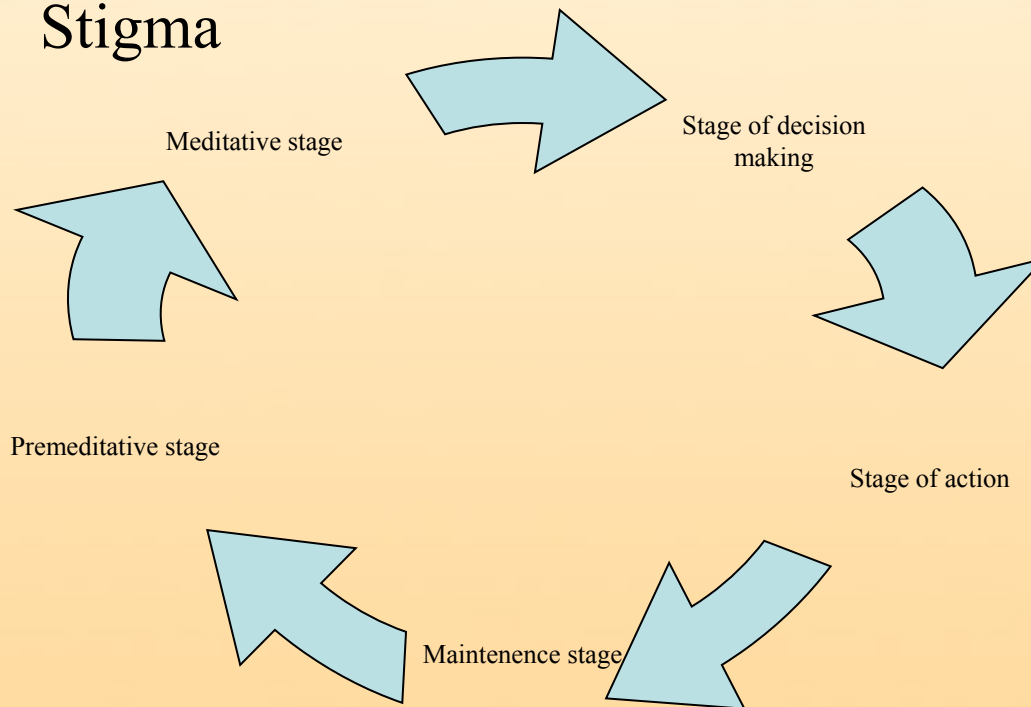 Stigma
Meditative stage
Stage of decision
making
Premeditative stage
Stage of action
Maintenence stage